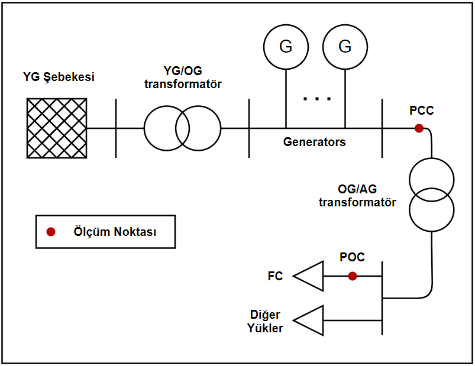 G
G
YG Şebekesi
YG/OG
transformatör
. . .
Generators
PCC
OG/AG
transformatör
Ölçüm Noktası
POC
FC
Diğer
Yükler